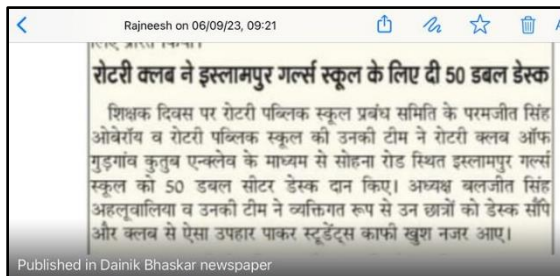 Rajneesh on 06/09/23, 09:21
लिए प्रेरित किया।
रोटरी क्लब ने इस्लामपुर गर्ल्स स्कूल के लिए दी 50 डबल डेस्क
शिक्षक दिवस पर रोटरी पब्लिक स्कूल प्रबंध समिति के परमजीत सिंह
ओबेरॉय व रोटरी पब्लिक स्कूल की उनकी टीम ने रोटरी क्लब ऑफ
गुड़गांव कुतुब एन्क्लेव के माध्यम से सोहना रोड स्थित इस्लामपुर गर्ल्स
स्कूल को 50 डबल सीटर डेस्क दान किए। अध्यक्ष बलजीत सिंह
अहलूवालिया व उनकी टीम ने व्यक्तिगत रूप से उन छात्रों को डेस्क सौंपे
और क्लब से ऐसा उपहार पाकर स्टूडेंट्स काफी खुश नजर आए।
Published in Dainik Bhaskar newspaper